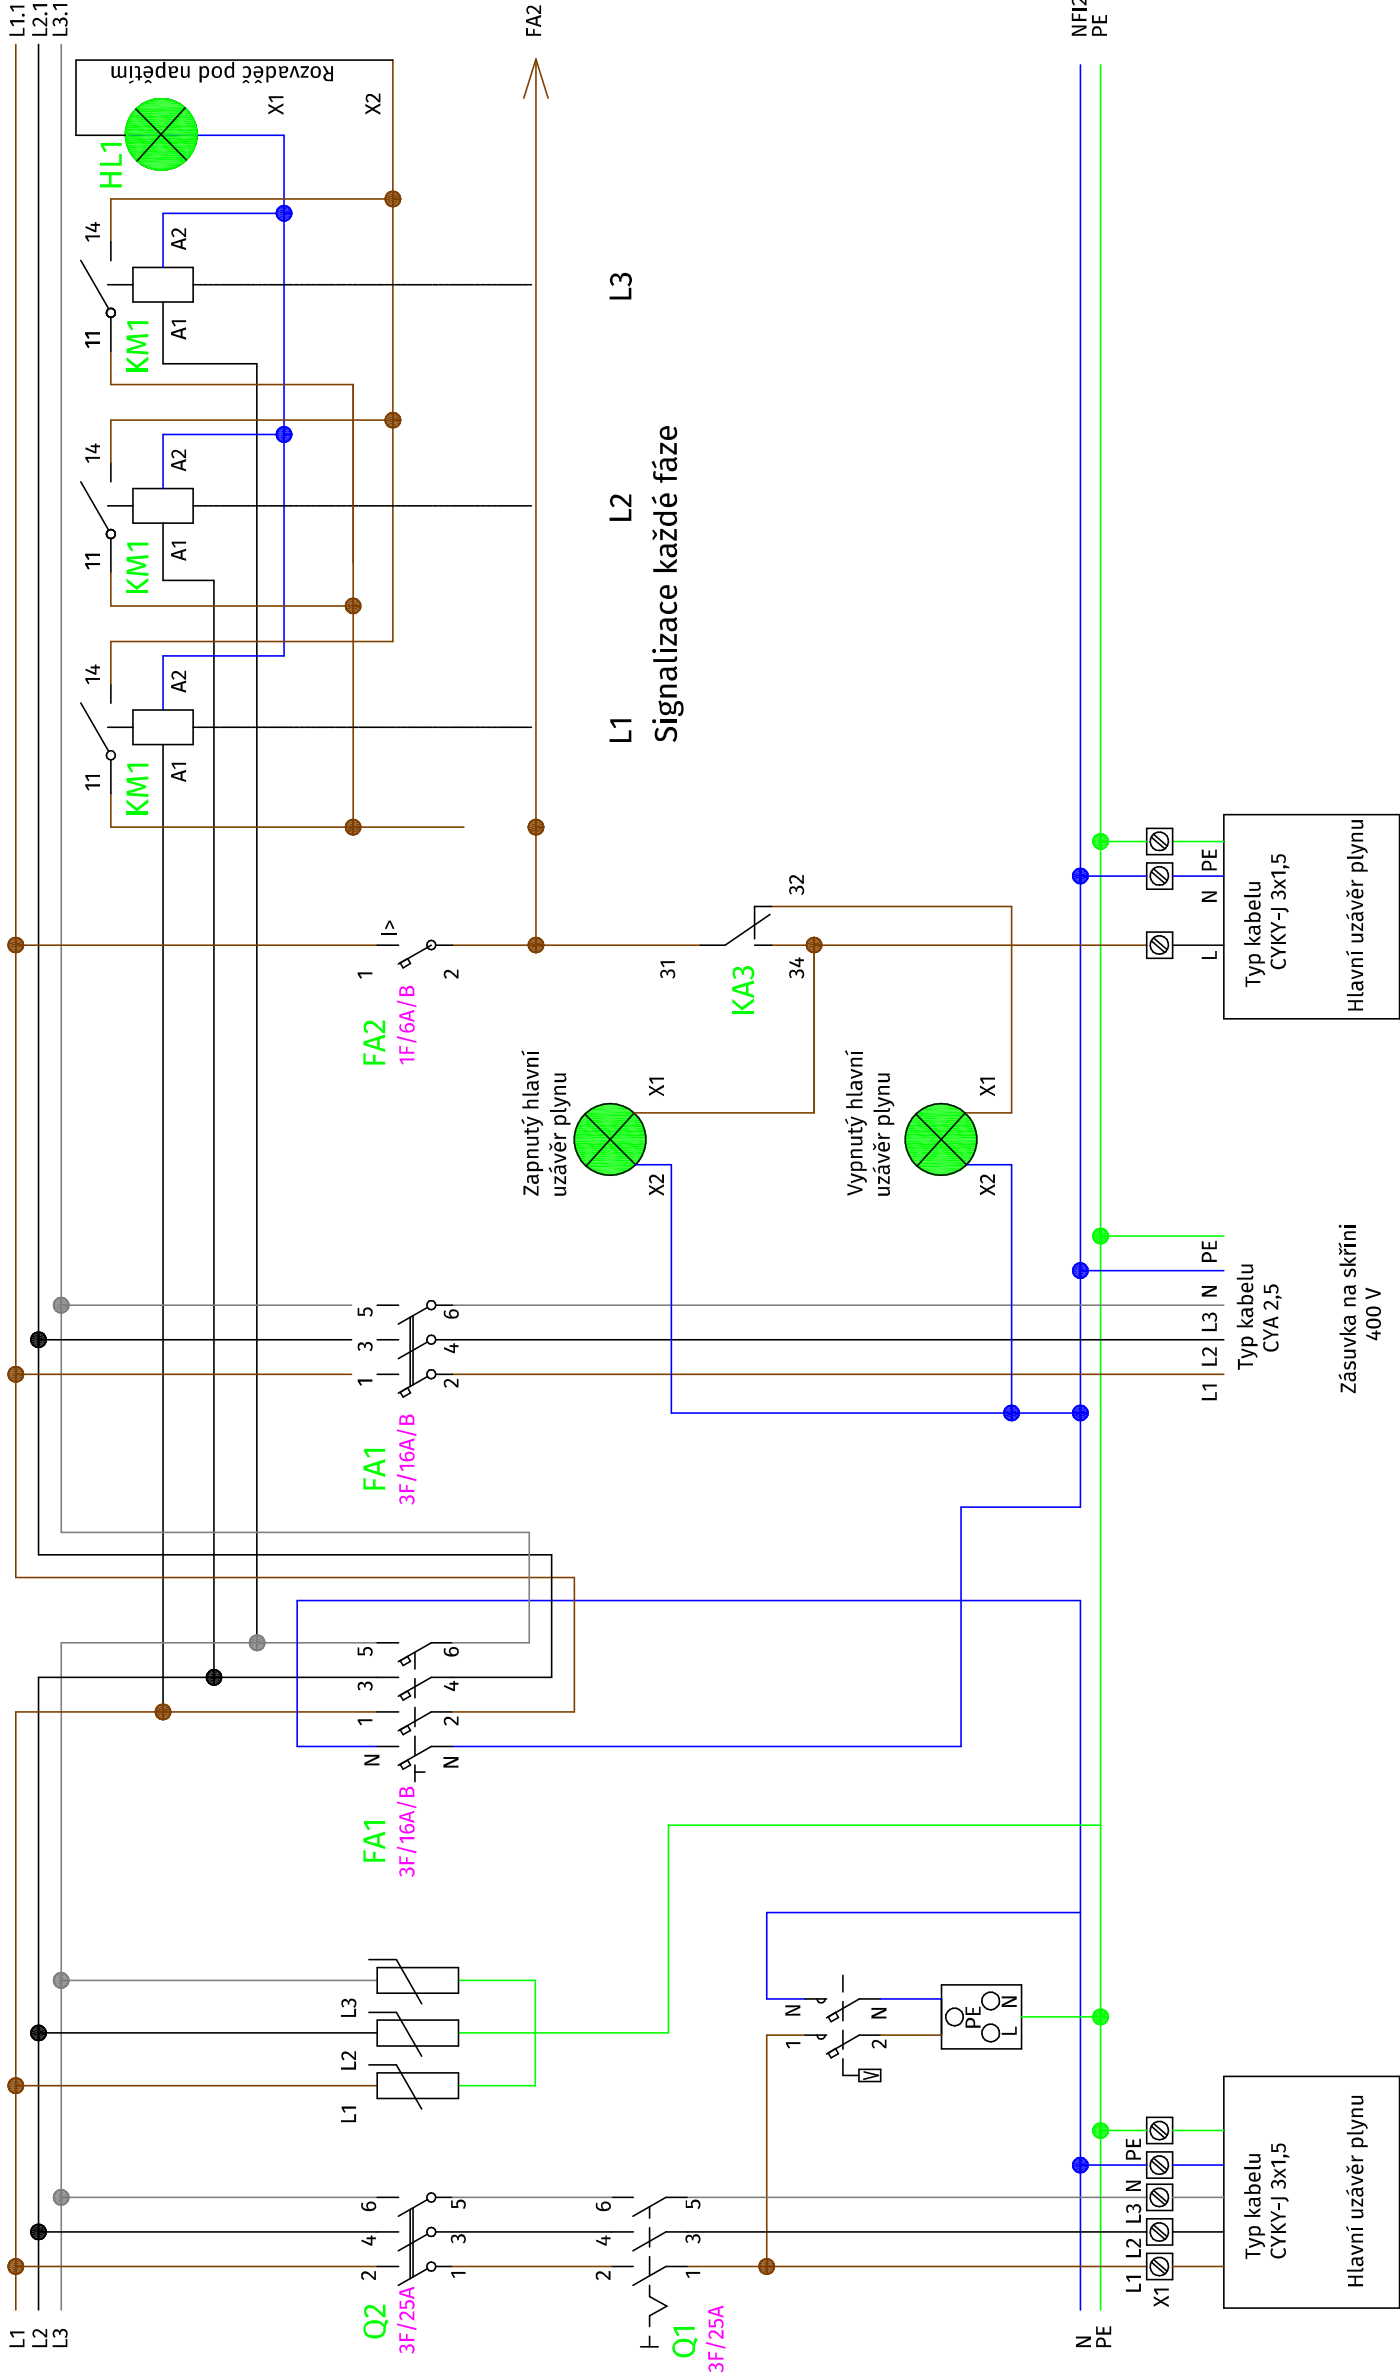 L1
L2
L3
Q2
3F/25A
2
4
6
1
3
5
Q1
3F/25A
2
4
6
1
3
5
L1
L2
L3
N
PE
X1
Typ kabelu
CYKY-J 3x1,5
Hlavní uzávěr plynu
N
PE
L1
L2
L3
1
N
2
N
V
PE
L
N
FA1
3F/16A/B
N
1
3
5
N
2
4
6
FA1
3F/16A/B
1
3
5
2
4
6
L1
L2
L3
N
PE
Typ kabelu
CYA 2,5
Zásuvka na skříni
400 V
Zapnutý hlavní
uzávěr plynu
X1
X2
Vypnutý hlavní
uzávěr plynu
X1
X2
FA2
1F/6A/B
I>
1
2
KA3
31
32
34
L
N
PE
Typ kabelu
CYKY-J 3x1,5
Hlavní uzávěr plynu
KM1
11
14
A1
A2
KM1
11
14
A1
A2
KM1
11
14
A1
A2
L1
L2
L3
Signalizace každé fáze
HL1
Rozvaděč pod napětím
X1
X2
L1.1
L2.1
L3.1
FA2
NFI2
PE